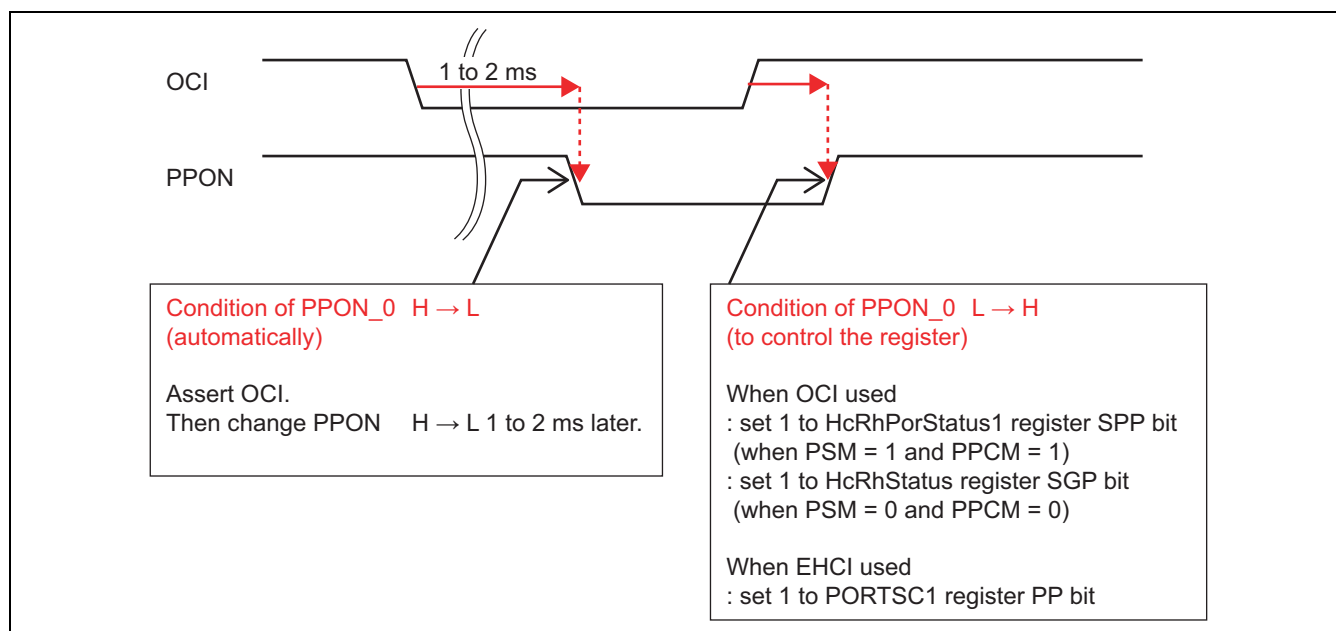 OCI
1 to 2 ms
PPON
Condition of PPON_0 H → L
(automatically)
Assert OCI.
Then change PPON H → L 1 to 2 ms later.
Condition of PPON_0 L → H
(to control the register)
When OCI used
: set 1 to HcRhPorStatus1 register SPP bit
(when PSM = 1 and PPCM = 1)
: set 1 to HcRhStatus register SGP bit
(when PSM = 0 and PPCM = 0)
When EHCI used
: set 1 to PORTSC1 register PP bit